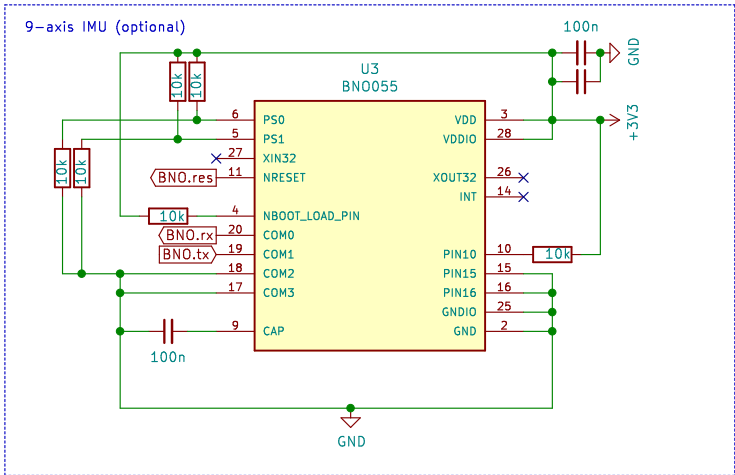 9-axis IMU (optional)
100n
GND
U3
BNO055
10k
10k
6
PS0
VDD
3
+3V3
5
PS1
VDDIO
28
27
XIN32
10k
10k
BNO.res
11
NRESET
XOUT32
26
INT
14
10k
4
NBOOT_LOAD_PIN
BNO.rx
20
COM0
BNO.tx
19
COM1
PIN10
10
10k
18
COM2
PIN15
15
17
COM3
PIN16
16
GNDIO
25
9
CAP
GND
2
100n
GND